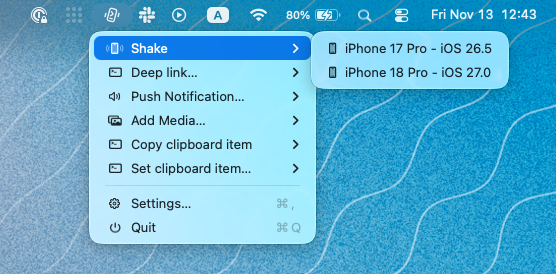 A
80%
Fri Nov 13 12:43
Shake
iPhone 17 Pro - iOS 26.5
iPhone 18 Pro - iOS 27.0
Deep link...
Push Notification...
Add Media...
Copy clipboard item
Set clipboard item...
Settings... ⌘ ,
Quit ⌘ Q